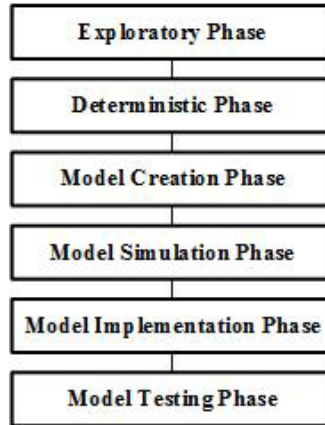 Exploratory Phase
Deterministic Phase
Model Creation Phase
Model Simulation Phase
Model Implementation Phase
Model Testing Phase